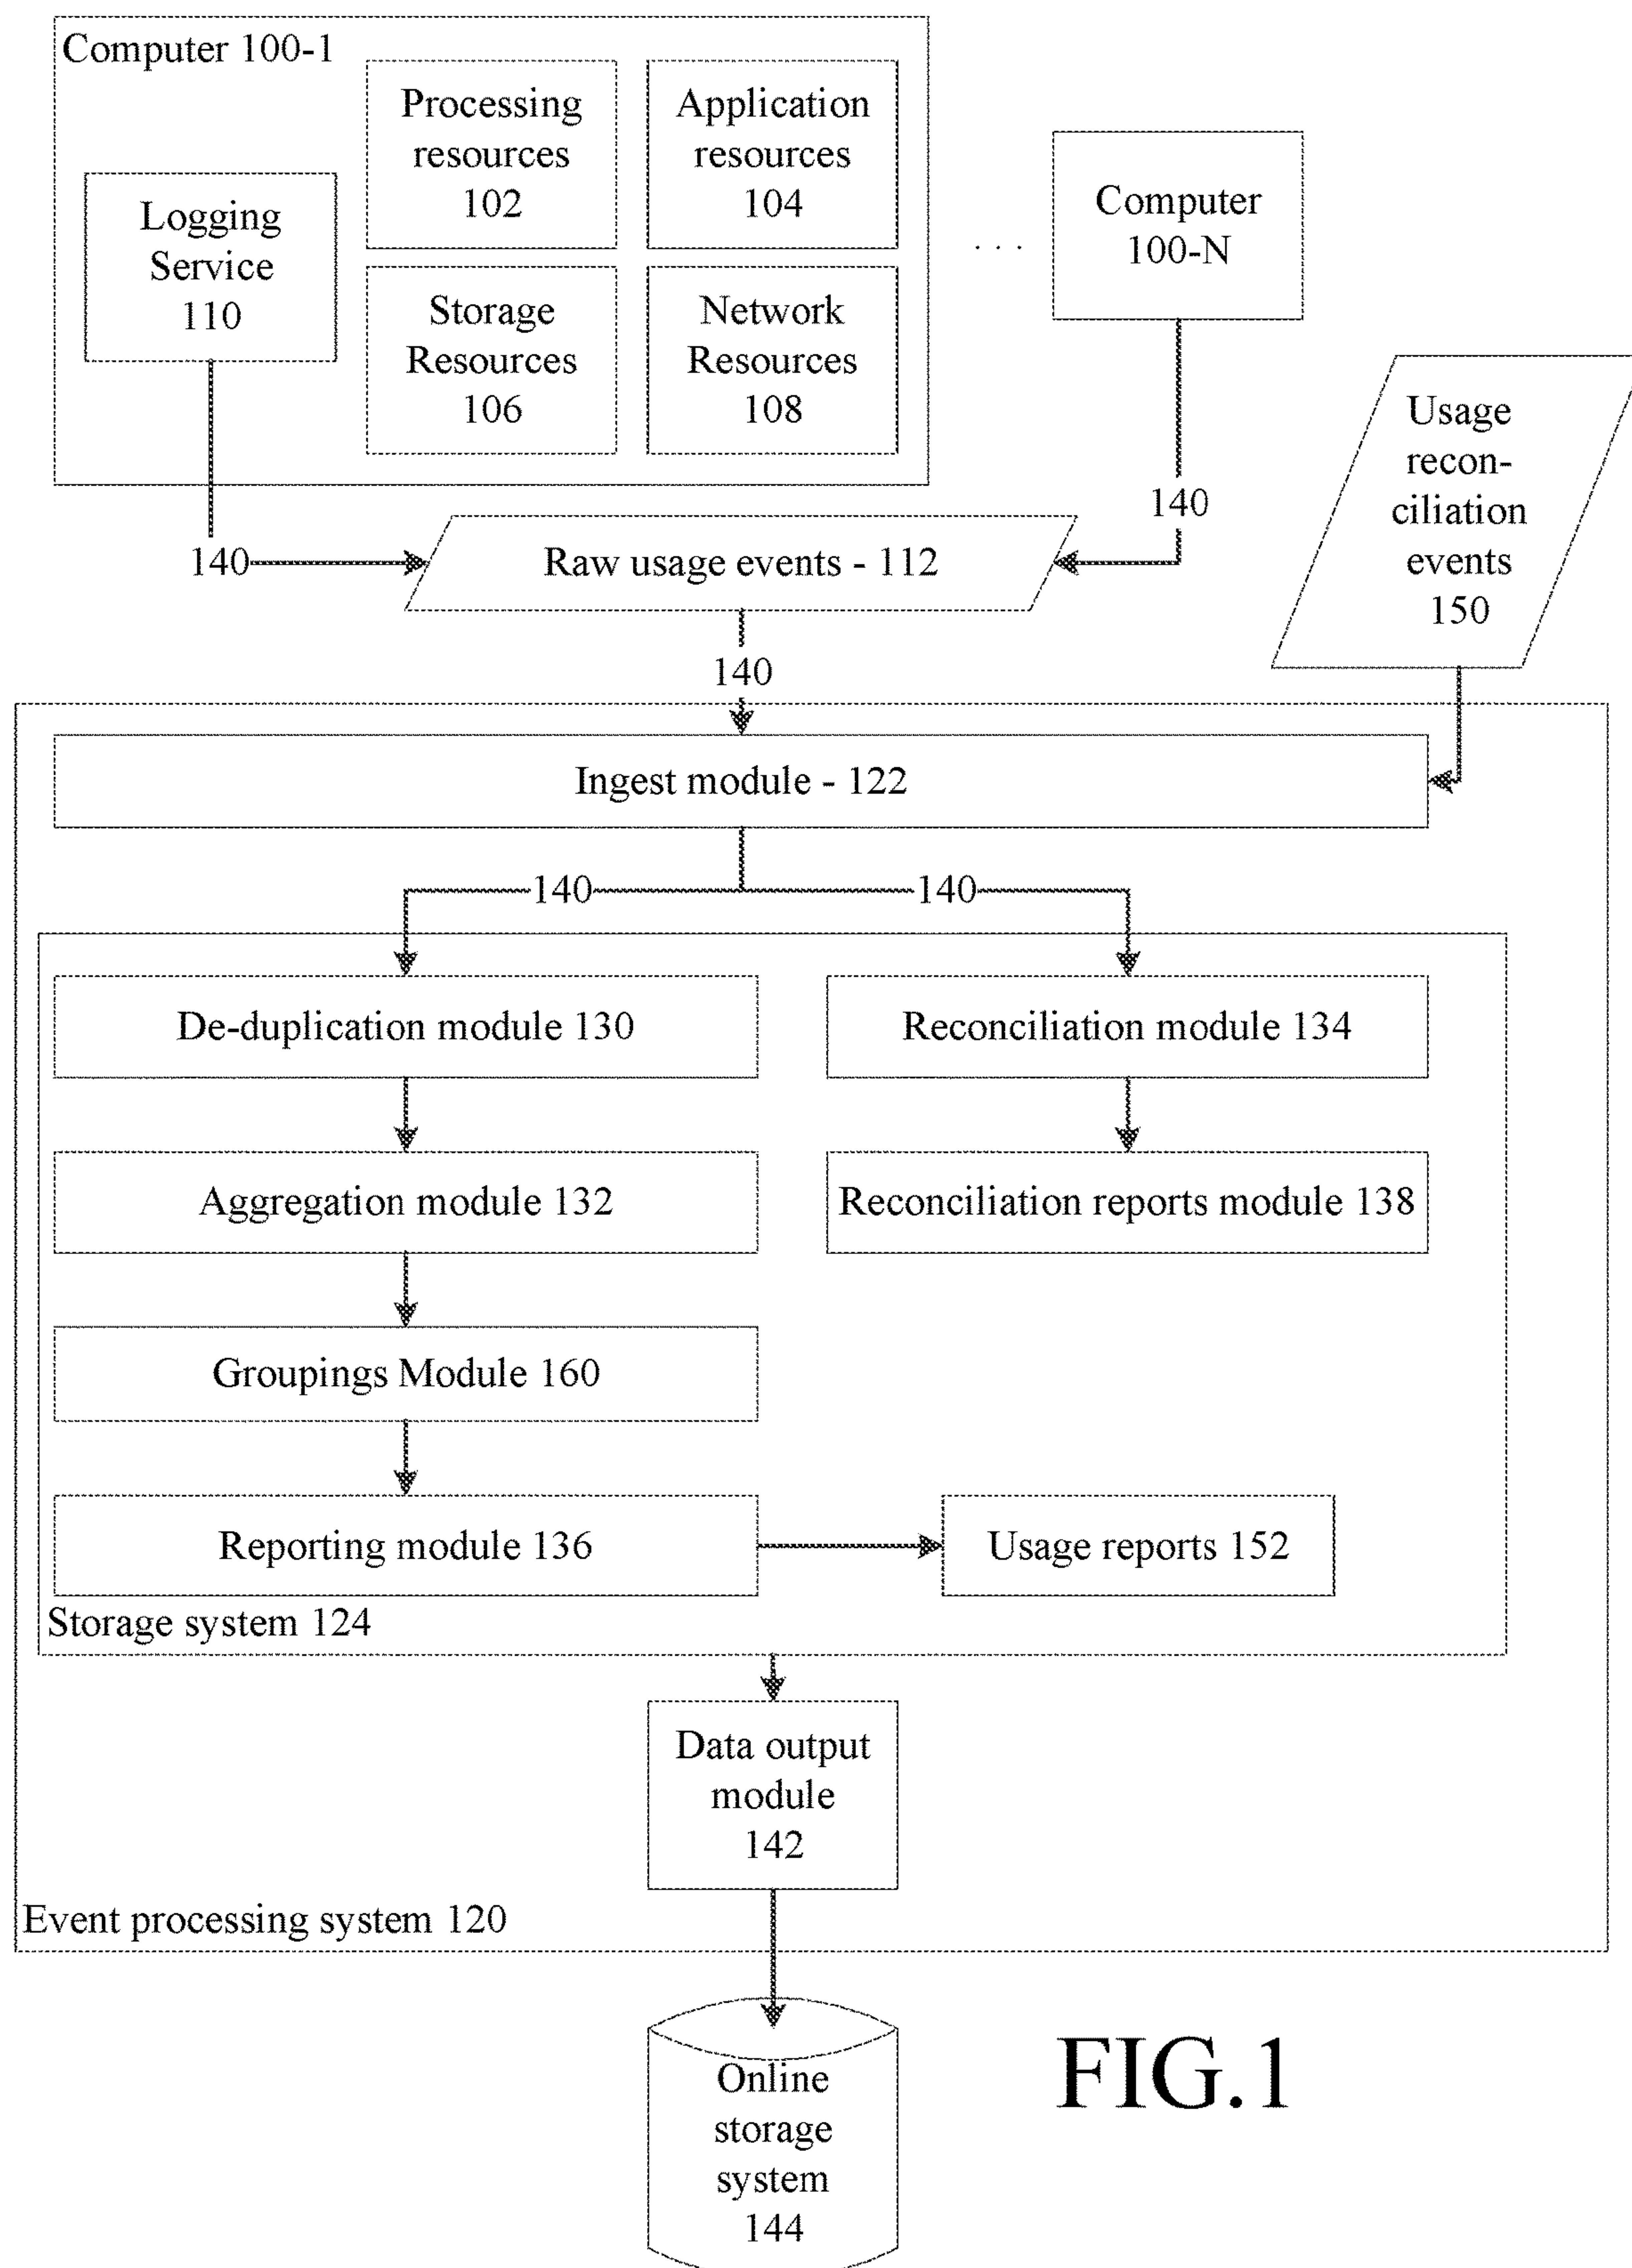 Computer 100-1
Processing
resources
102
Application
resources
104
Logging
Service
110
Storage
Resources
106
Network
Resources
108
. . .
Computer
100-N
Usage
recon-
ciliation
events
150
140
140
Raw usage events - 112
140
Ingest module - 122
140
140
De-duplication module 130
Reconciliation module 134
Aggregation module 132
Reconciliation reports module 138
Groupings Module 160
Reporting module 136
Usage reports 152
Storage system 124
Data output
module
142
Event processing system 120
Online
storage
system
144
FIG.1